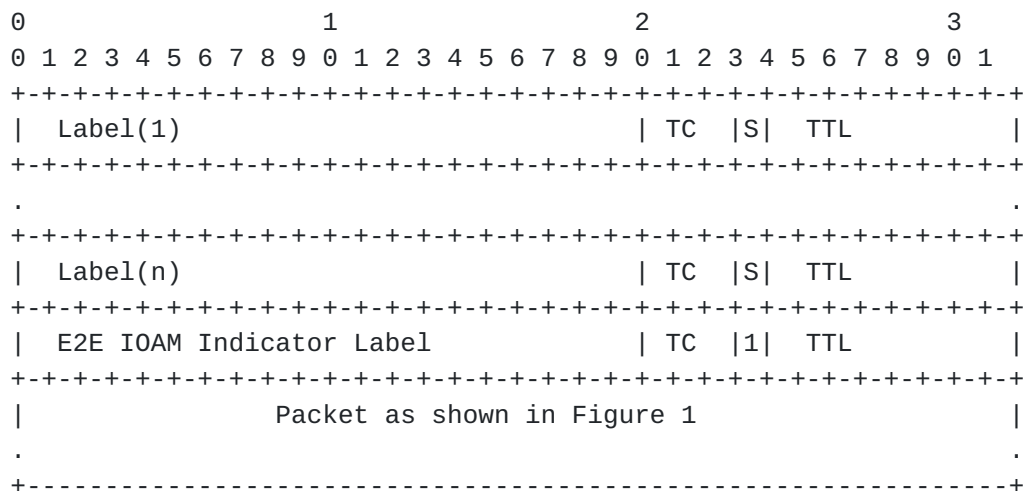 0                   1                   2                   3
0 1 2 3 4 5 6 7 8 9 0 1 2 3 4 5 6 7 8 9 0 1 2 3 4 5 6 7 8 9 0 1
+-+-+-+-+-+-+-+-+-+-+-+-+-+-+-+-+-+-+-+-+-+-+-+-+-+-+-+-+-+-+-+-+
|  Label(1)                             | TC  |S|  TTL          |
+-+-+-+-+-+-+-+-+-+-+-+-+-+-+-+-+-+-+-+-+-+-+-+-+-+-+-+-+-+-+-+-+
.                                                               .
+-+-+-+-+-+-+-+-+-+-+-+-+-+-+-+-+-+-+-+-+-+-+-+-+-+-+-+-+-+-+-+-+
|  Label(n)                             | TC  |S|  TTL          |
+-+-+-+-+-+-+-+-+-+-+-+-+-+-+-+-+-+-+-+-+-+-+-+-+-+-+-+-+-+-+-+-+
|  E2E IOAM Indicator Label             | TC  |1|  TTL          |
+-+-+-+-+-+-+-+-+-+-+-+-+-+-+-+-+-+-+-+-+-+-+-+-+-+-+-+-+-+-+-+-+
|                Packet as shown in Figure 1                    |
.                                                               .
+---------------------------------------------------------------+